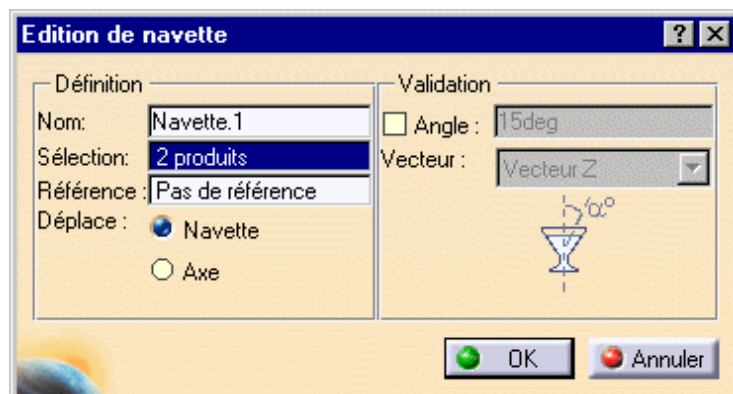 Edition de navette
Définition
Nom: Navette.1
Sélection: 2 produits
Référence : Pas de référence
Déplace : Navette
Axe
Validation
Angle : 15deg
Vecteur : Vecteur Z
α°
OK Annuler